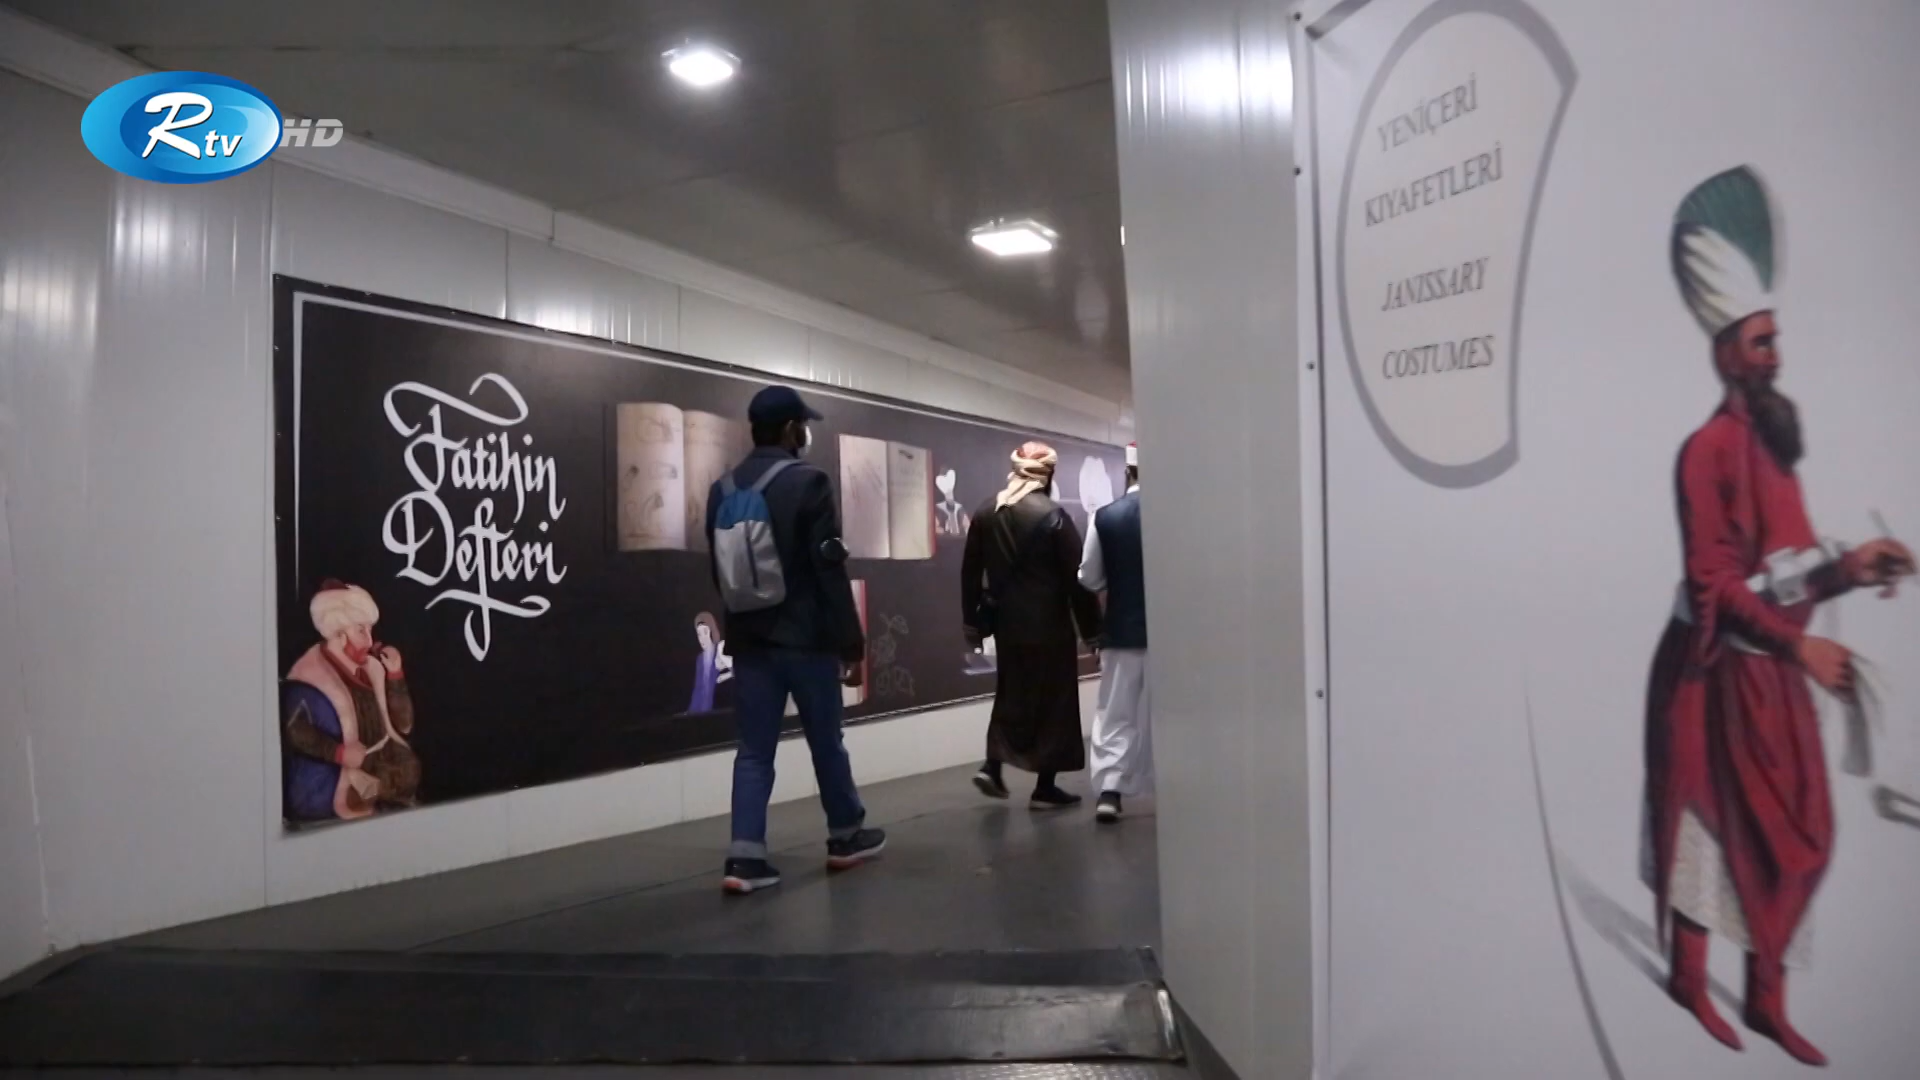 Rtv HD
Fatihin
Defteri
YENİÇERİ
KIYAFETLERİ
JANISSARY
COSTUMES